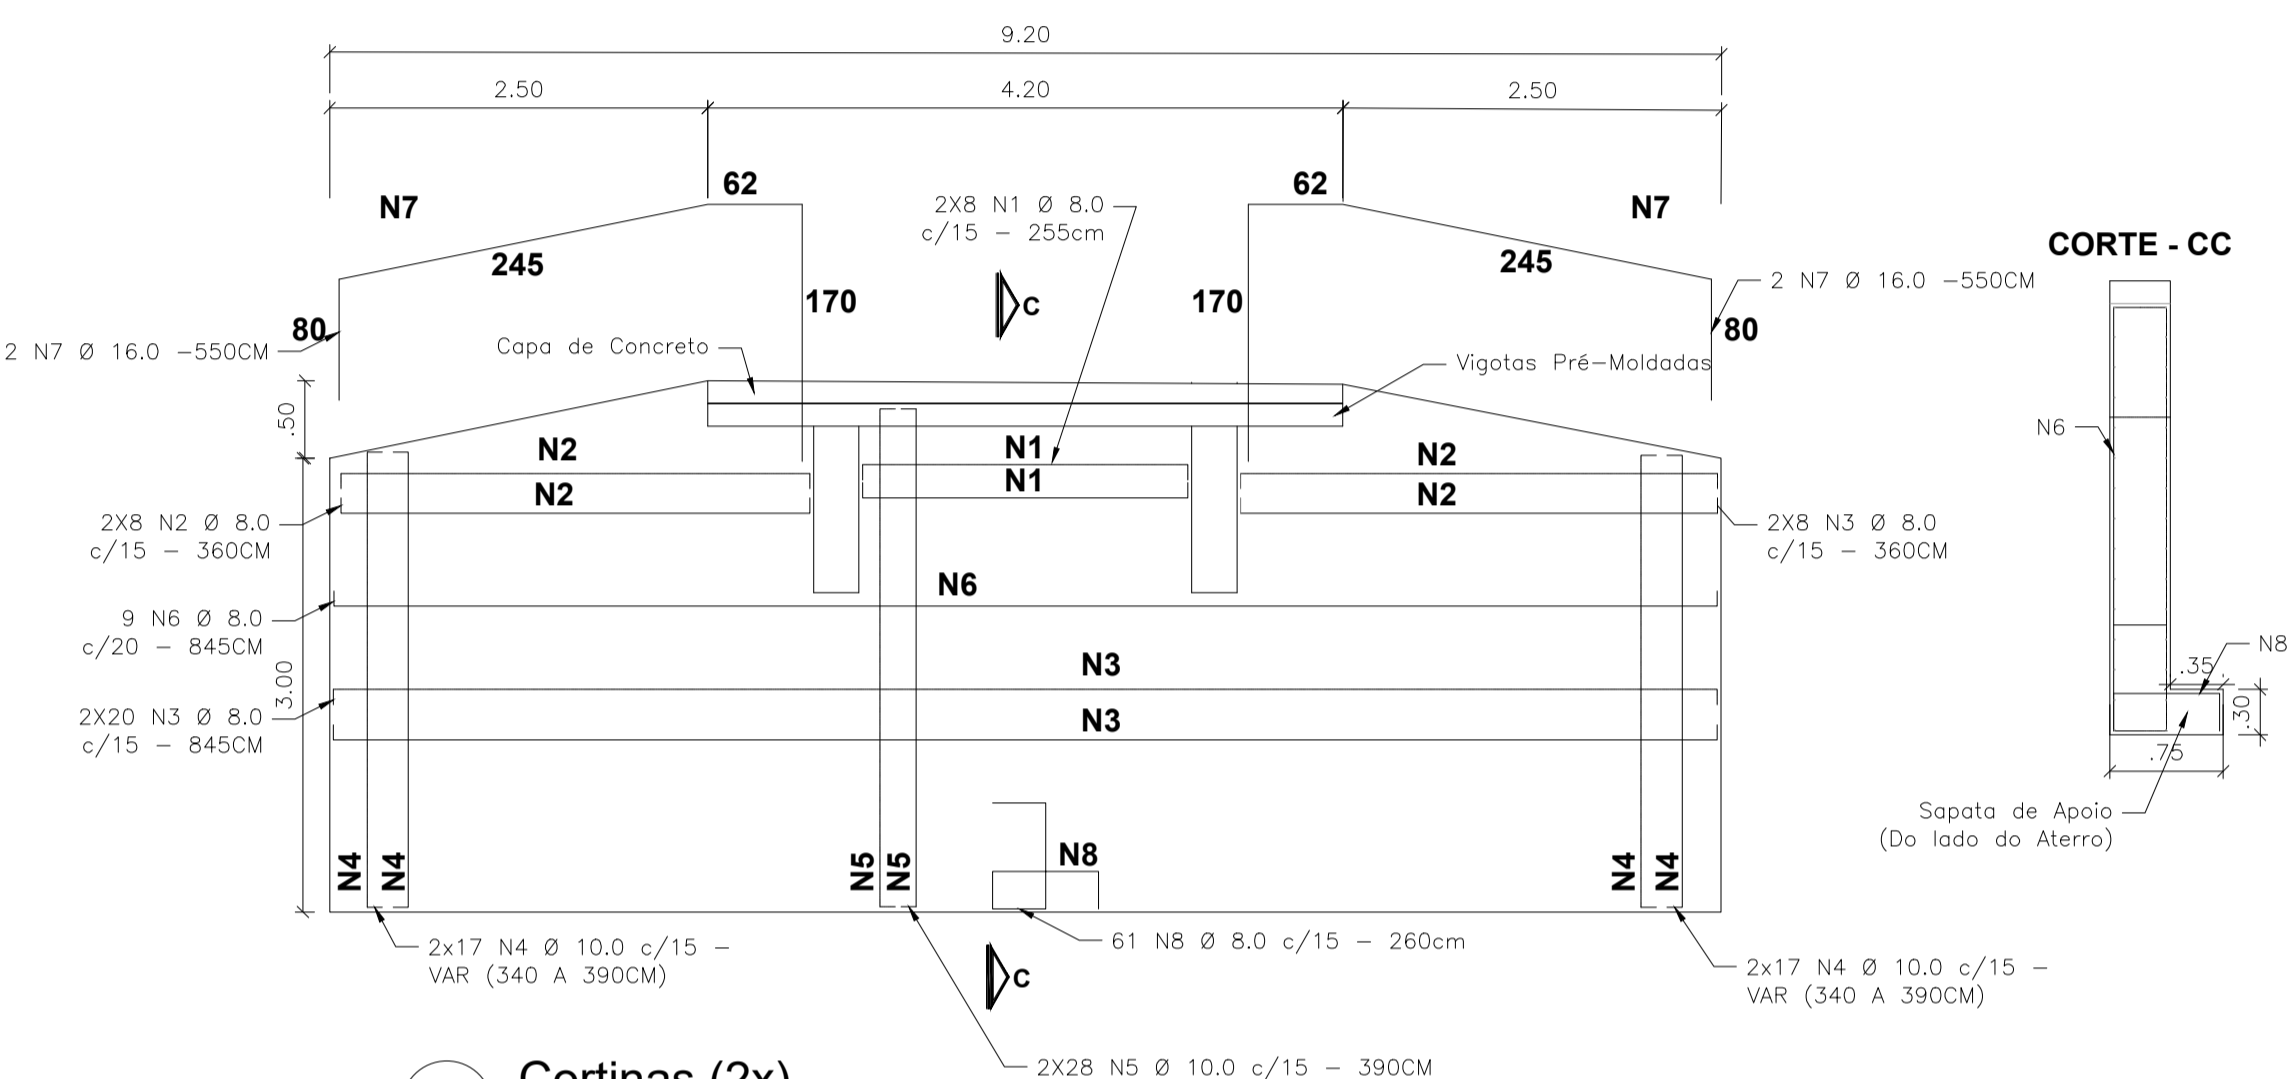 9.20
2.50
4.20
2.50
62
62
N7
N7
2X8 N1 Ø 8.0
c/15 - 255cm
CORTE - CC
245
245
170
C
170
2 N7 Ø 16.0 -550CM
80
80
2 N7 Ø 16.0 -550CM
Capa de Concreto
Vigotas Pré-Moldadas
.50
N6
N2
N1
N2
N2
N1
N2
2X8 N2 Ø 8.0
c/15 - 360CM
2X8 N3 Ø 8.0
c/15 - 360CM
N6
9 N6 Ø 8.0
c/20 - 845CM
3.00
N3
N8
.35
2X20 N3 Ø 8.0
c/15 - 845CM
N3
.30
.75
Sapata de Apoio
(Do lado do Aterro)
N4
N4
N5
N5
N8
N4
N4
2x17 N4 Ø 10.0 c/15 -
VAR (340 A 390CM)
61 N8 Ø 8.0 c/15 - 260cm
C
2x17 N4 Ø 10.0 c/15 -
VAR (340 A 390CM)
Cortinas (2x)
2X28 N5 Ø 10.0 c/15 - 390CM